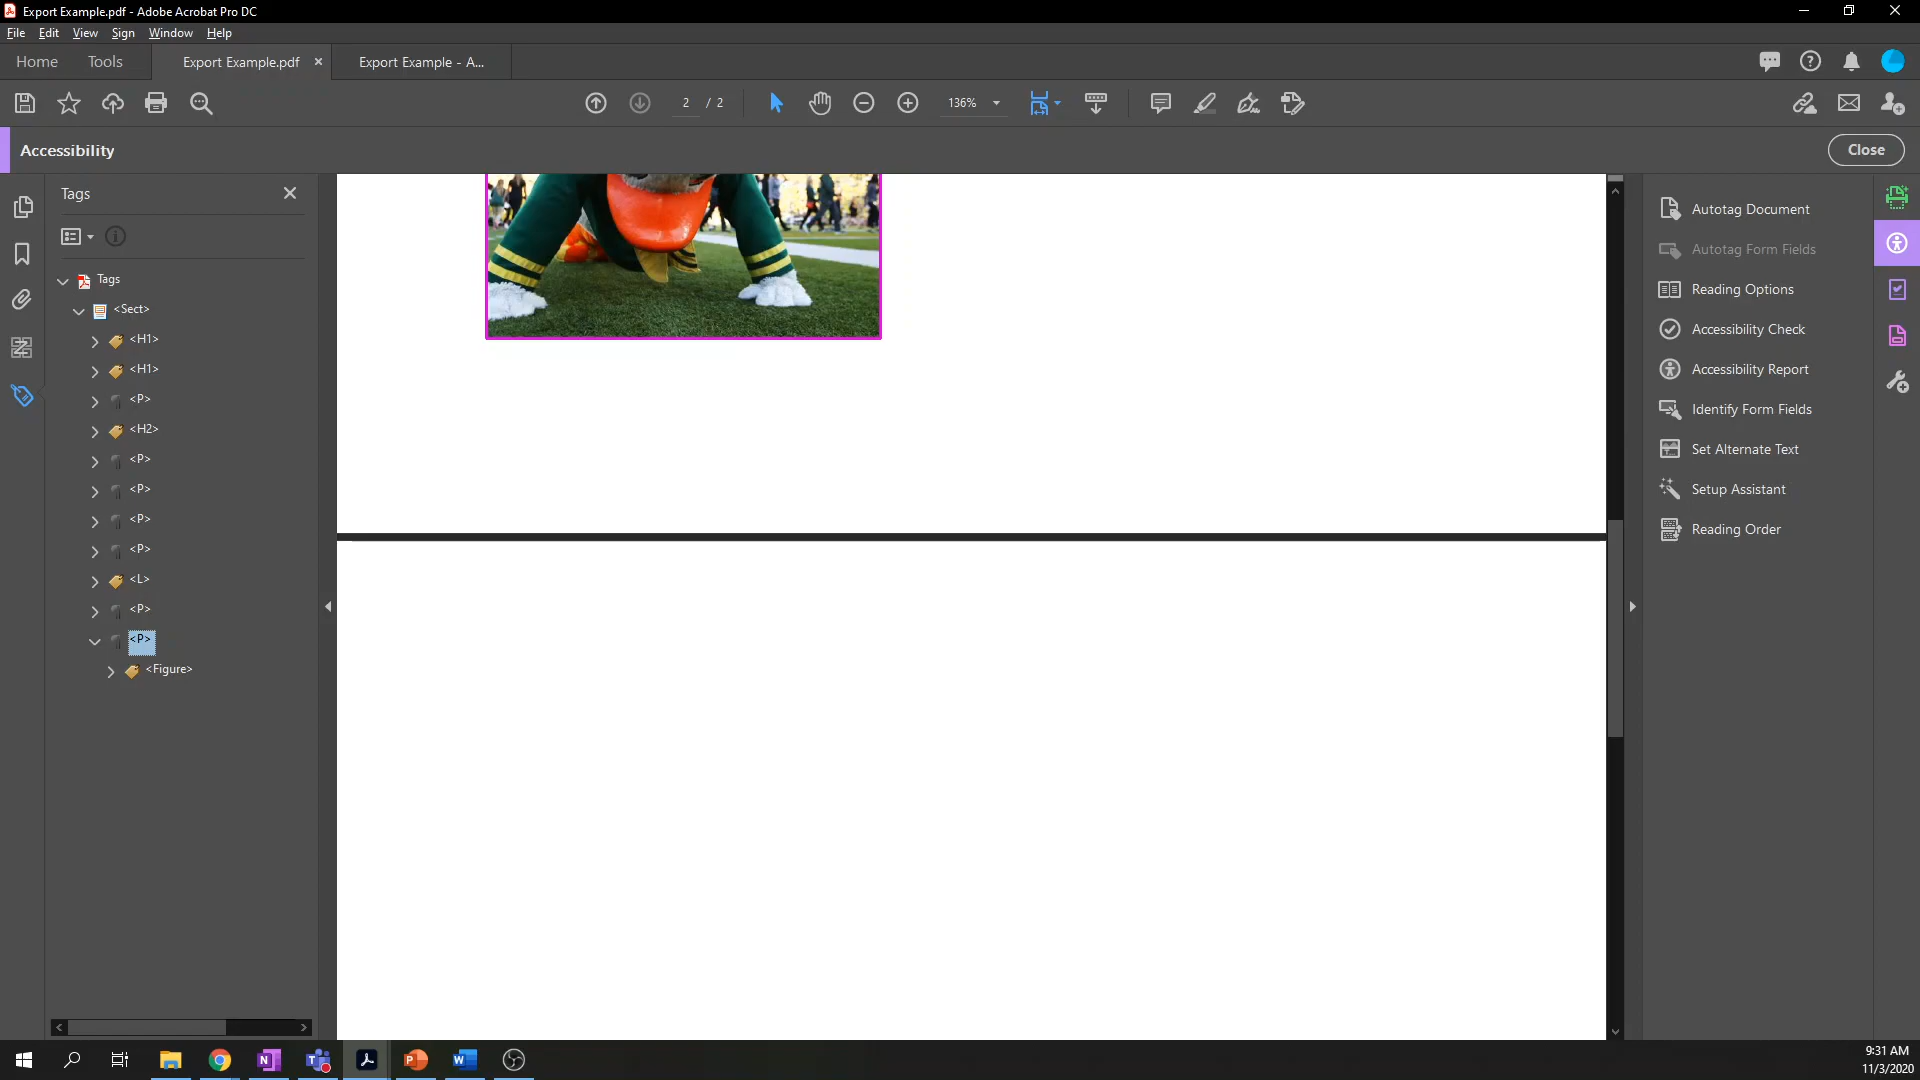 Export Example.pdf - Adobe Acrobat Pro DC
File Edit View Sign Window Help
Home Tools Export Example.pdf Export Example - A...
2 / 2 136%
Accessibility Close
Tags
Tags
<Sect>
<H1>
<H1>
<P>
<H2>
<P>
<P>
<P>
<P>
<L>
<P>
<P>
<Figure>
Autotag Document
Autotag Form Fields
Reading Options
Accessibility Check
Accessibility Report
Identify Form Fields
Set Alternate Text
Setup Assistant
Reading Order
9:31 AM
11/3/2020